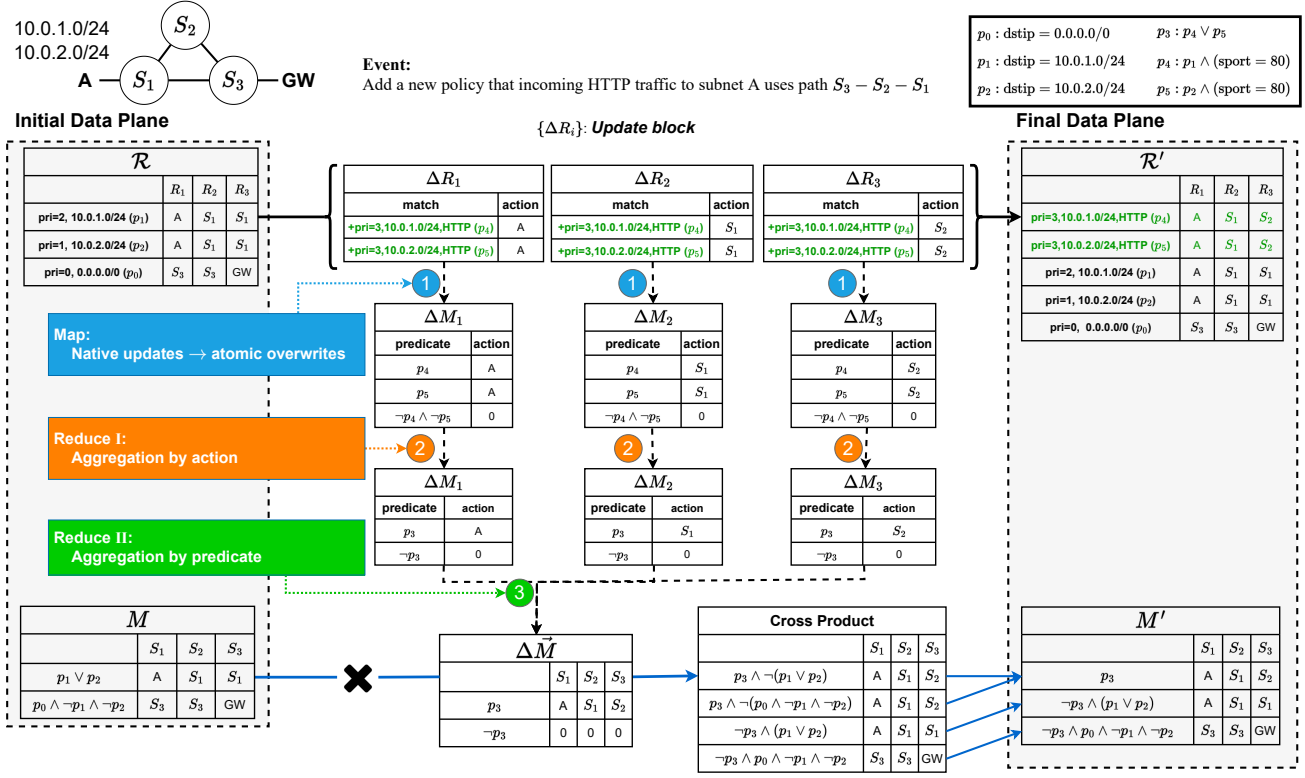 10.0.1.0/24
10.0.2.0/24
A S₁ S₂ S₃ GW
Event:
Add a new policy that incoming HTTP traffic to subnet A uses path S₃ − S₂ − S₁
p₀ : dstip = 0.0.0.0/0 p₃ : p₄ ∨ p₅
p₁ : dstip = 10.0.1.0/24 p₄ : p₁ ∧ (sport = 80)
p₂ : dstip = 10.0.2.0/24 p₅ : p₂ ∧ (sport = 80)
Initial Data Plane
{ΔRᵢ}: Update block
Final Data Plane
ℛ
R₁ R₂ R₃
pri=2, 10.0.1.0/24 (p₁) A S₁ S₁
pri=1, 10.0.2.0/24 (p₂) A S₁ S₁
pri=0, 0.0.0.0/0 (p₀) S₃ S₃ GW
ΔR₁
match action
+pri=3,10.0.1.0/24,HTTP (p₄) A
+pri=3,10.0.2.0/24,HTTP (p₅) A
ΔR₂
match action
+pri=3,10.0.1.0/24,HTTP (p₄) S₁
+pri=3,10.0.2.0/24,HTTP (p₅) S₁
ΔR₃
match action
+pri=3,10.0.1.0/24,HTTP (p₄) S₂
+pri=3,10.0.2.0/24,HTTP (p₅) S₂
ℛ′
R₁ R₂ R₃
pri=3,10.0.1.0/24,HTTP (p₄) A S₁ S₂
pri=3,10.0.2.0/24,HTTP (p₅) A S₁ S₂
pri=2, 10.0.1.0/24 (p₁) A S₁ S₁
pri=1, 10.0.2.0/24 (p₂) A S₁ S₁
pri=0, 0.0.0.0/0 (p₀) S₃ S₃ GW
1 1 1
Map:
Native updates → atomic overwrites
ΔM₁
predicate action
p₄ A
p₅ A
¬p₄ ∧ ¬p₅ 0
ΔM₂
predicate action
p₄ S₁
p₅ S₁
¬p₄ ∧ ¬p₅ 0
ΔM₃
predicate action
p₄ S₂
p₅ S₂
¬p₄ ∧ ¬p₅ 0
Reduce I:
Aggregation by action
2 2 2
ΔM₁
predicate action
p₃ A
¬p₃ 0
ΔM₂
predicate action
p₃ S₁
¬p₃ 0
ΔM₃
predicate action
p₃ S₂
¬p₃ 0
Reduce II:
Aggregation by predicate
3
M
S₁ S₂ S₃
p₁ ∨ p₂ A S₁ S₁
p₀ ∧ ¬p₁ ∧ ¬p₂ S₃ S₃ GW
ΔM⃗
S₁ S₂ S₃
p₃ A S₁ S₂
¬p₃ 0 0 0
Cross Product
S₁ S₂ S₃
p₃ ∧ ¬(p₁ ∨ p₂) A S₁ S₂
p₃ ∧ ¬(p₀ ∧ ¬p₁ ∧ ¬p₂) A S₁ S₂
¬p₃ ∧ (p₁ ∨ p₂) A S₁ S₁
¬p₃ ∧ p₀ ∧ ¬p₁ ∧ ¬p₂ S₃ S₃ GW
M′
S₁ S₂ S₃
p₃ A S₁ S₂
¬p₃ ∧ (p₁ ∨ p₂) A S₁ S₁
¬p₃ ∧ p₀ ∧ ¬p₁ ∧ ¬p₂ S₃ S₃ GW